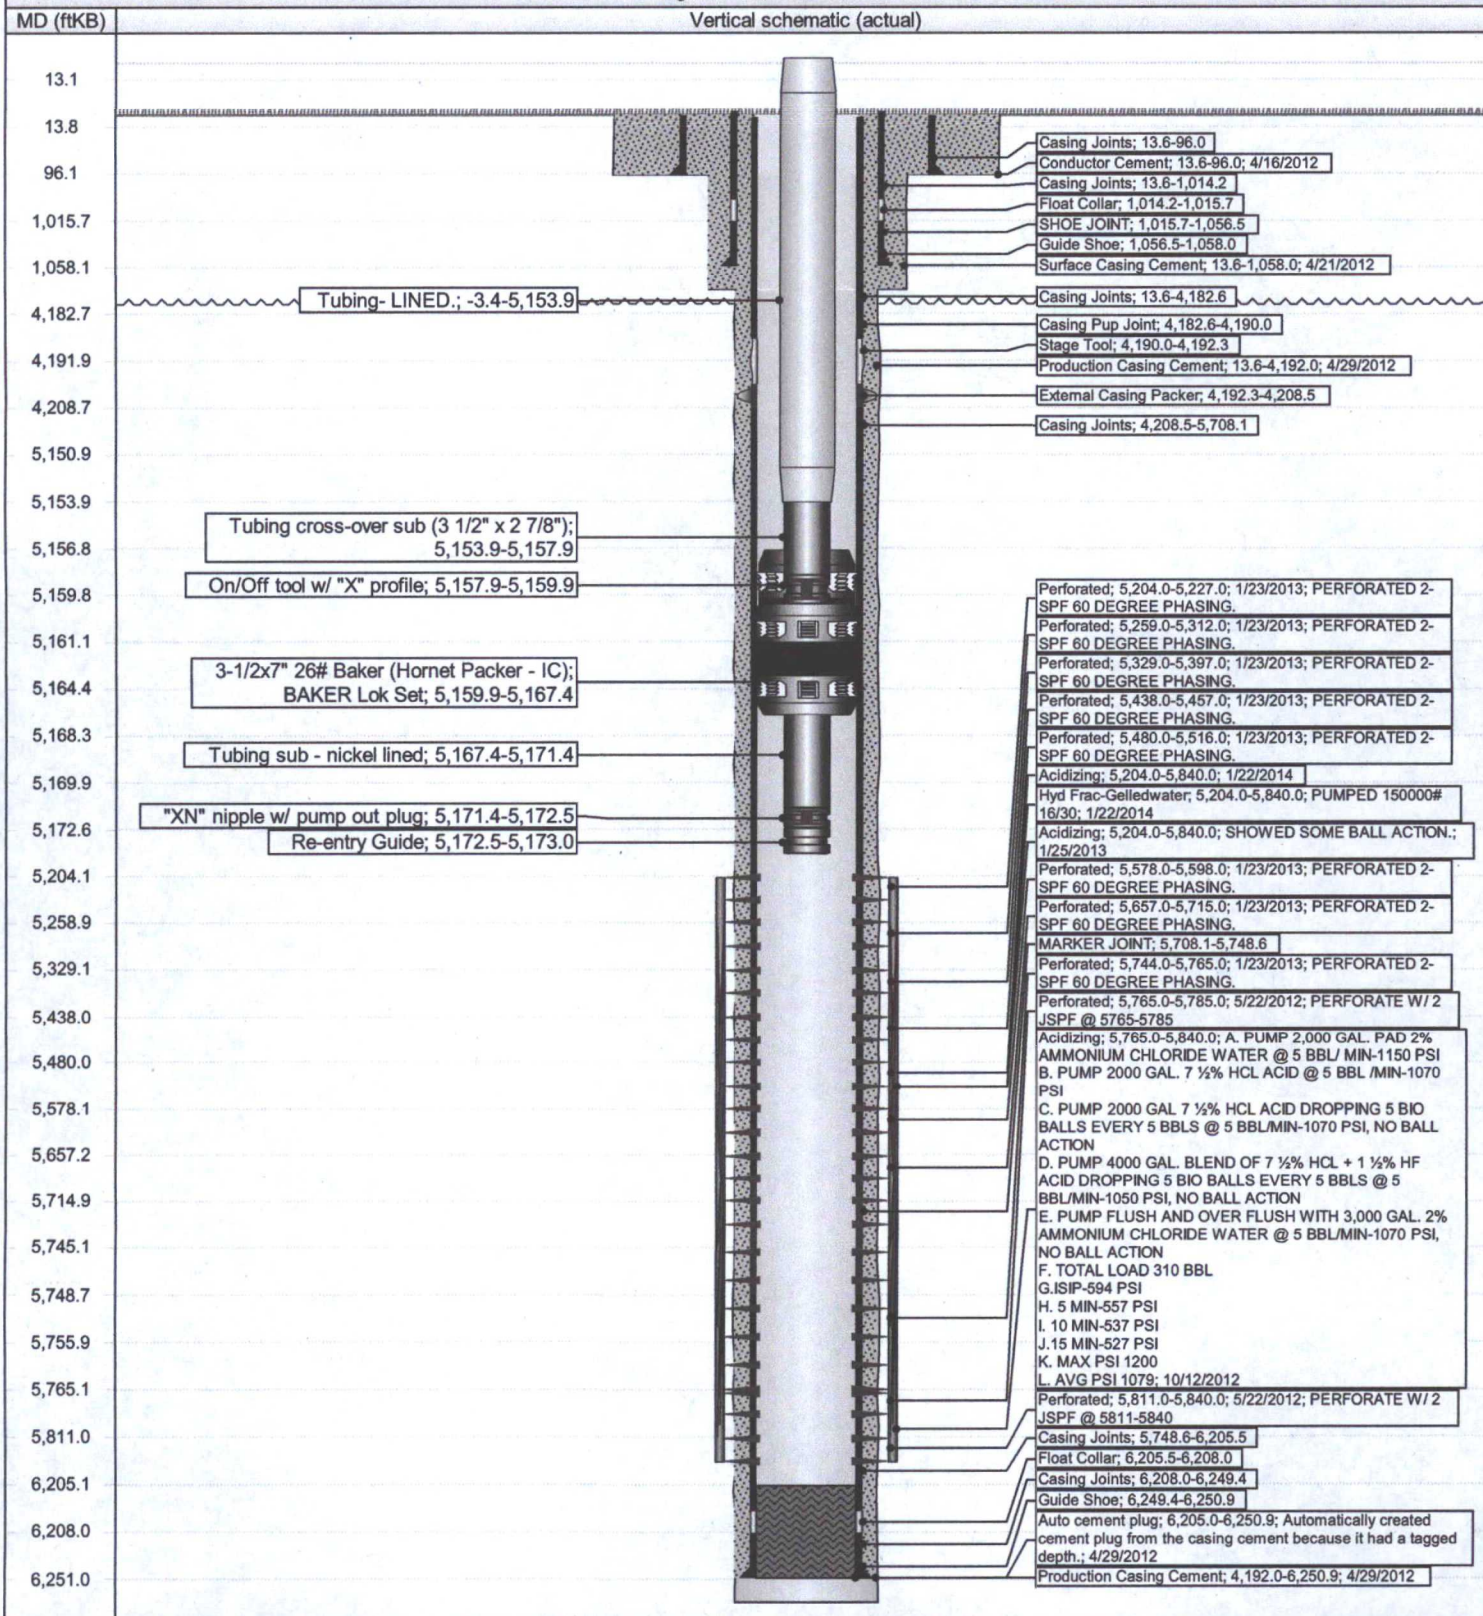 MD (ftKB)
Vertical schematic (actual)
13.1
13.8
96.1
1,015.7
1,058.1
4,182.7
4,191.9
4,208.7
5,150.9
5,153.9
5,156.8
5,159.8
5,161.1
5,164.4
5,168.3
5,169.9
5,172.6
5,204.1
5,258.9
5,329.1
5,438.0
5,480.0
5,578.1
5,657.2
5,714.9
5,745.1
5,748.7
5,755.9
5,765.1
5,811.0
6,205.1
6,208.0
6,251.0
Tubing- LINED.; -3.4-5,153.9
Tubing cross-over sub (3 1/2" x 2 7/8");
5,153.9-5,157.9
On/Off tool w/ "X" profile; 5,157.9-5,159.9
3-1/2x7" 26# Baker (Hornet Packer - IC);
BAKER Lok Set; 5,159.9-5,167.4
Tubing sub - nickel lined; 5,167.4-5,171.4
"XN" nipple w/ pump out plug; 5,171.4-5,172.5
Re-entry Guide; 5,172.5-5,173.0
Casing Joints; 13.6-96.0
Conductor Cement; 13.6-96.0; 4/16/2012
Casing Joints; 13.6-1,014.2
Float Collar; 1,014.2-1,015.7
SHOE JOINT; 1,015.7-1,056.5
Guide Shoe; 1,056.5-1,058.0
Surface Casing Cement; 13.6-1,058.0; 4/21/2012
Casing Joints; 13.6-4,182.6
Casing Pup Joint; 4,182.6-4,190.0
Stage Tool; 4,190.0-4,192.3
Production Casing Cement; 13.6-4,192.0; 4/29/2012
External Casing Packer; 4,192.3-4,208.5
Casing Joints; 4,208.5-5,708.1
Perforated; 5,204.0-5,227.0; 1/23/2013; PERFORATED 2-
SPF 60 DEGREE PHASING.
Perforated; 5,259.0-5,312.0; 1/23/2013; PERFORATED 2-
SPF 60 DEGREE PHASING.
Perforated; 5,329.0-5,397.0; 1/23/2013; PERFORATED 2-
SPF 60 DEGREE PHASING.
Perforated; 5,438.0-5,457.0; 1/23/2013; PERFORATED 2-
SPF 60 DEGREE PHASING.
Perforated; 5,480.0-5,516.0; 1/23/2013; PERFORATED 2-
SPF 60 DEGREE PHASING.
Acidizing; 5,204.0-5,840.0; 1/22/2014
Hyd Frac-Gelledwater; 5,204.0-5,840.0; PUMPED 150000#
16/30; 1/22/2014
Acidizing; 5,204.0-5,840.0; SHOWED SOME BALL ACTION.;
1/25/2013
Perforated; 5,578.0-5,598.0; 1/23/2013; PERFORATED 2-
SPF 60 DEGREE PHASING.
Perforated; 5,657.0-5,715.0; 1/23/2013; PERFORATED 2-
SPF 60 DEGREE PHASING.
MARKER JOINT; 5,708.1-5,748.6
Perforated; 5,744.0-5,765.0; 1/23/2013; PERFORATED 2-
SPF 60 DEGREE PHASING.
Perforated; 5,765.0-5,785.0; 5/22/2012; PERFORATE W/ 2
JSPF @ 5765-5785
Acidizing; 5,765.0-5,840.0; A. PUMP 2,000 GAL. PAD 2%
AMMONIUM CHLORIDE WATER @ 5 BBL/ MIN-1150 PSI
B. PUMP 2000 GAL. 7 ½% HCL ACID @ 5 BBL /MIN-1070
PSI
C. PUMP 2000 GAL 7 ½% HCL ACID DROPPING 5 BIO
BALLS EVERY 5 BBLS @ 5 BBL/MIN-1070 PSI, NO BALL
ACTION
D. PUMP 4000 GAL. BLEND OF 7 ½% HCL + 1 ½% HF
ACID DROPPING 5 BIO BALLS EVERY 5 BBLS @ 5
BBL/MIN-1050 PSI, NO BALL ACTION
E. PUMP FLUSH AND OVER FLUSH WITH 3,000 GAL. 2%
AMMONIUM CHLORIDE WATER @ 5 BBL/MIN-1070 PSI,
NO BALL ACTION
F. TOTAL LOAD 310 BBL
G.ISIP-594 PSI
H. 5 MIN-557 PSI
I. 10 MIN-537 PSI
J.15 MIN-527 PSI
K. MAX PSI 1200
L. AVG PSI 1079; 10/12/2012
Perforated; 5,811.0-5,840.0; 5/22/2012; PERFORATE W/ 2
JSPF @ 5811-5840
Casing Joints; 5,748.6-6,205.5
Float Collar; 6,205.5-6,208.0
Casing Joints; 6,208.0-6,249.4
Guide Shoe; 6,249.4-6,250.9
Auto cement plug; 6,205.0-6,250.9; Automatically created
cement plug from the casing cement because it had a tagged
depth.; 4/29/2012
Production Casing Cement; 4,192.0-6,250.9; 4/29/2012